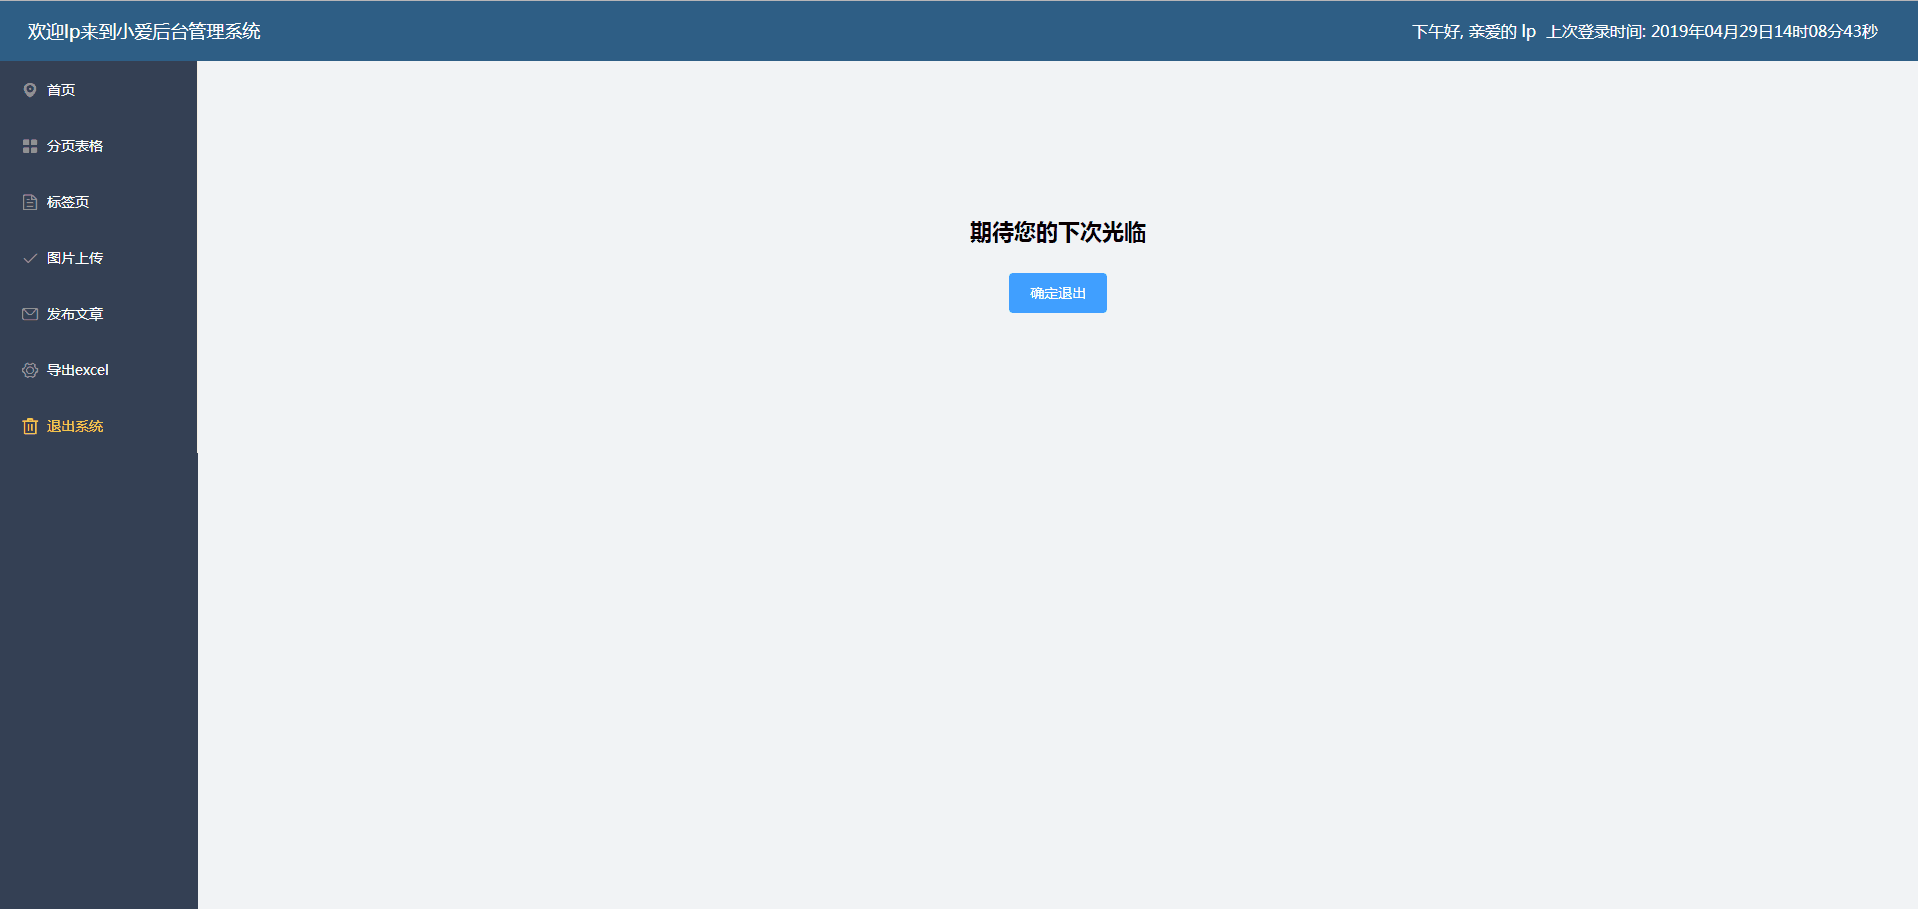 欢迎lp来到小爱后台管理系统
下午好, 亲爱的 lp 上次登录时间: 2019年04月29日14时08分43秒
首页
分页表格
标签页
图片上传
发布文章
导出excel
退出系统
期待您的下次光临
确定退出